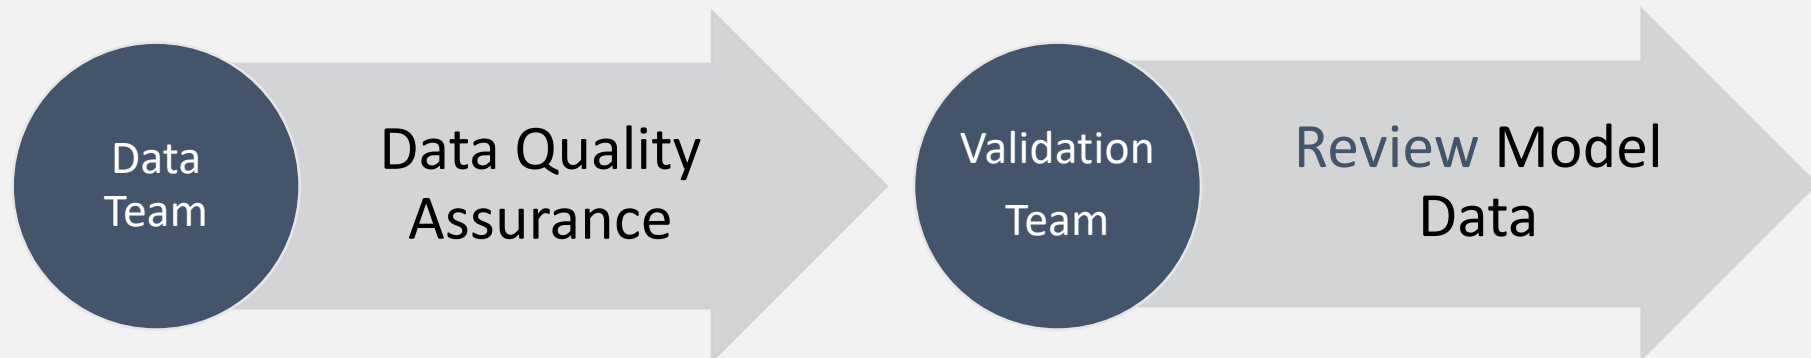 Data
Team
Data Quality
Assurance
Validation
Team
Review Model
Data